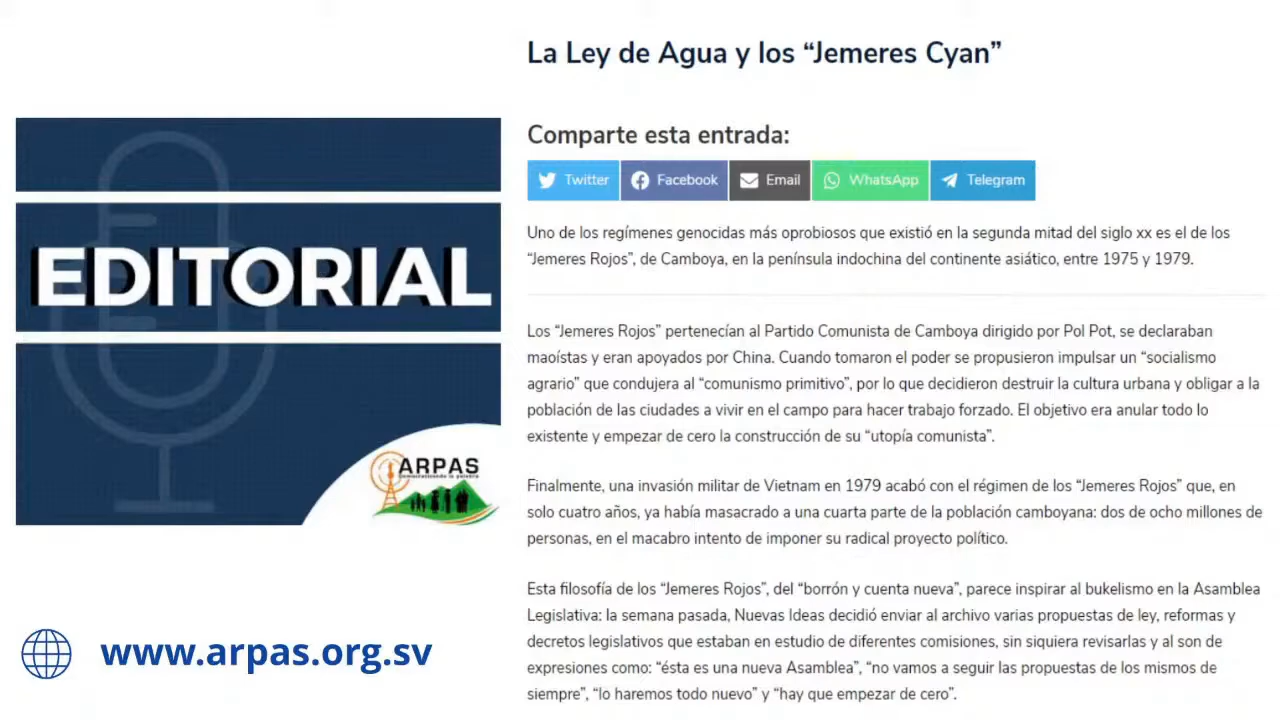 La Ley de Agua y los “Jemeres Cyan”
Comparte esta entrada:
Twitter
Facebook
Email
WhatsApp
Telegram
EDITORIAL
ARPAS
www.arpas.org.sv
Uno de los regímenes genocidas más oprobiosos que existió en la segunda mitad del siglo xx es el de los
“Jemeres Rojos”, de Camboya, en la península indochina del continente asiático, entre 1975 y 1979.
Los “Jemeres Rojos” pertenecían al Partido Comunista de Camboya dirigido por Pol Pot, se declaraban
maoístas y eran apoyados por China. Cuando tomaron el poder se propusieron impulsar un “socialismo
agrario” que condujera al “comunismo primitivo”, por lo que decidieron destruir la cultura urbana y obligar a la
población de las ciudades a vivir en el campo para hacer trabajo forzado. El objetivo era anular todo lo
existente y empezar de cero la construcción de su “utopía comunista”.
Finalmente, una invasión militar de Vietnam en 1979 acabó con el régimen de los “Jemeres Rojos” que, en
solo cuatro años, ya había masacrado a una cuarta parte de la población camboyana: dos de ocho millones de
personas, en el macabro intento de imponer su radical proyecto político.
Esta filosofía de los “Jemeres Rojos”, del “borrón y cuenta nueva”, parece inspirar al bukelismo en la Asamblea
Legislativa: la semana pasada, Nuevas Ideas decidió enviar al archivo varias propuestas de ley, reformas y
decretos legislativos que estaban en estudio de diferentes comisiones, sin siquiera revisarlas y al son de
expresiones como: “ésta es una nueva Asamblea”, “no vamos a seguir las propuestas de los mismos de
siempre”, “lo haremos todo nuevo” y “hay que empezar de cero”.